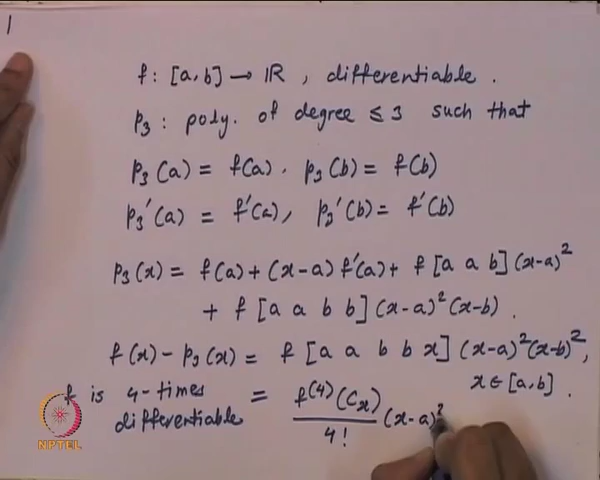 1
f : [a, b] → ℝ , differentiable .
p₃ : poly. of degree ≤ 3 such that
p₃(a) = f(a) . p₃(b) = f(b)
p₃'(a) = f'(a), p₃'(b) = f'(b)
p₃(x) = f(a) + (x-a) f'(a) + f [a a b] (x-a)²
+ f [a a b b] (x-a)² (x-b) .
f(x) - p₃(x) = f [a a b b x] (x-a)² (x-b)² ,
x ∈ [a, b] .
f is 4-times differentiable = f⁽⁴⁾(cₓ) / 4! (x-a)²
NPTEL